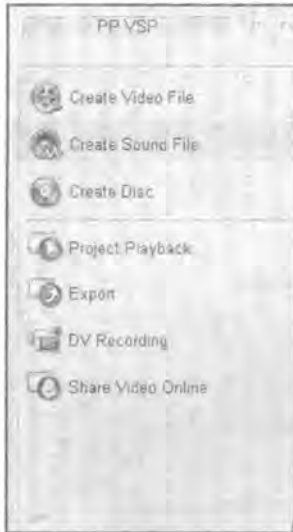 PP VSP
Create Video File
Create Sound File
Create Disc
Project Playback
Export
DV Recording
Share Video Online